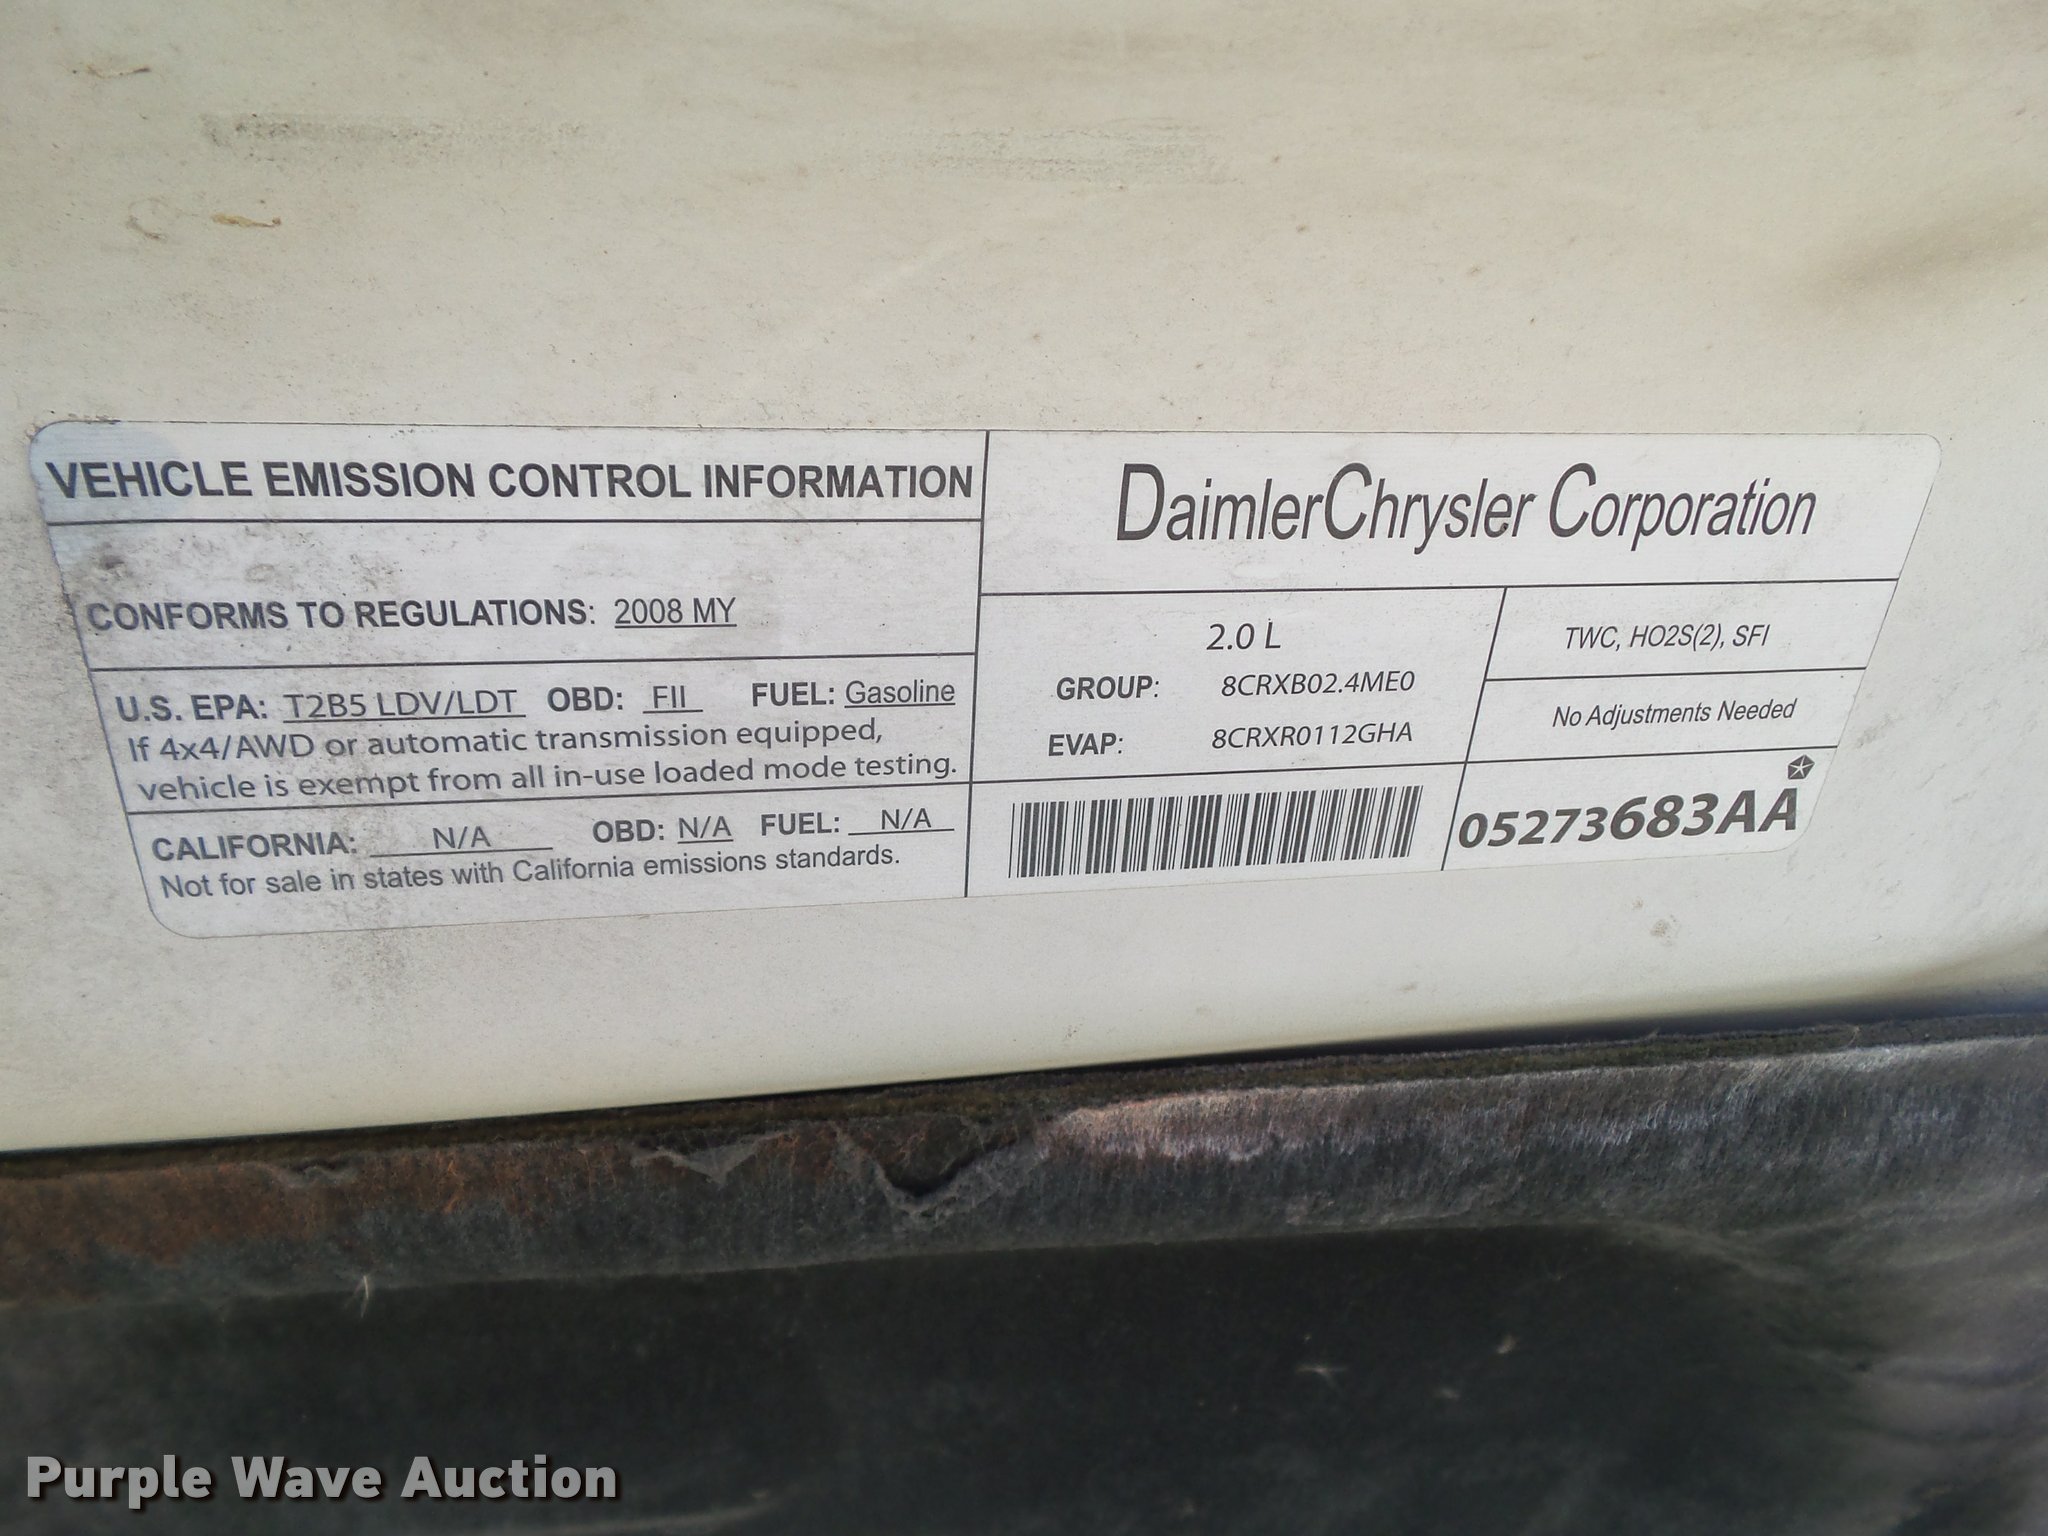 VEHICLE EMISSION CONTROL INFORMATION
CONFORMS TO REGULATIONS: 2008 MY
U.S. EPA: T2B5 LDV/LDT OBD: FII FUEL: Gasoline
If 4x4/AWD or automatic transmission equipped,
vehicle is exempt from all in-use loaded mode testing.
CALIFORNIA: N/A OBD: N/A FUEL: N/A
Not for sale in states with California emissions standards.
DaimlerChrysler Corporation
2.0 L
GROUP: 8CRXB02.4ME0
EVAP: 8CRXR0112GHA
TWC, HO2S(2), SFI
No Adjustments Needed
05273683AA
Purple Wave Auction